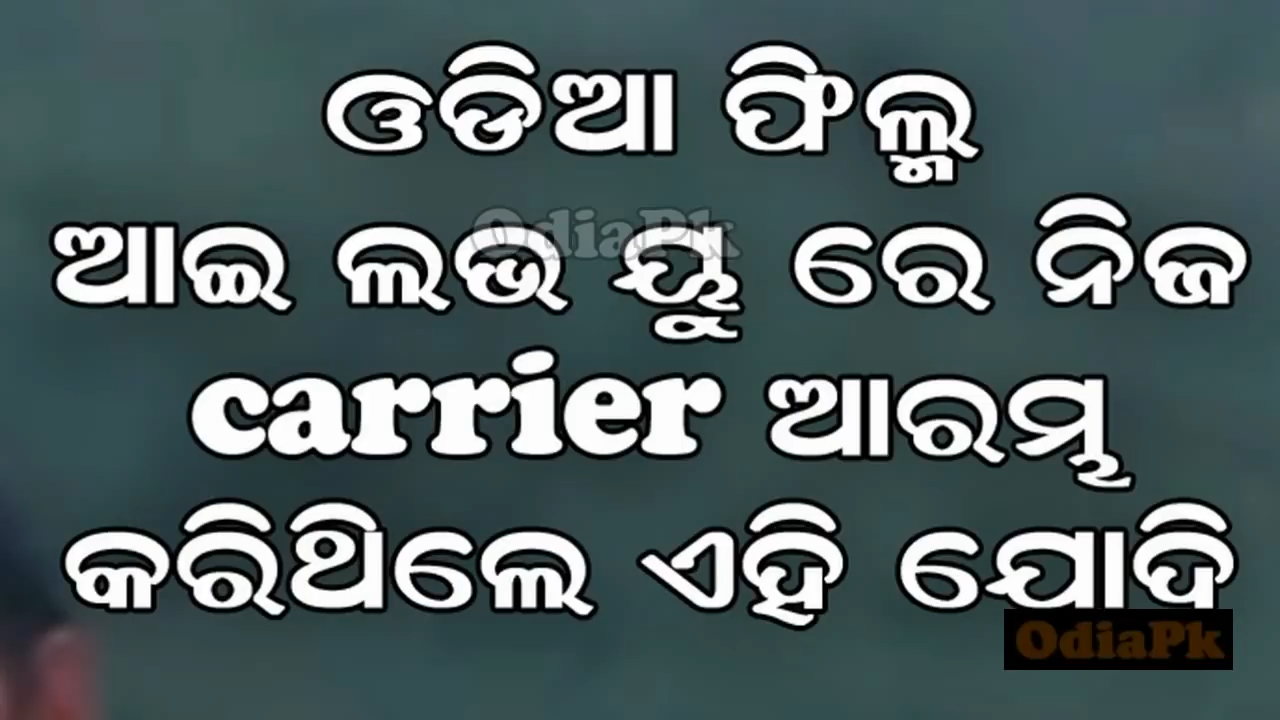 ଓଡିଆ ଫିଲ୍ମ
ଆଇ ଲଭ ୟୁ ରେ ନିଜ
OdiaPk
carrier ଆରମ୍ଭ
କରିଥିଲେ ଏହି ଯୋଦି
OdiaPk